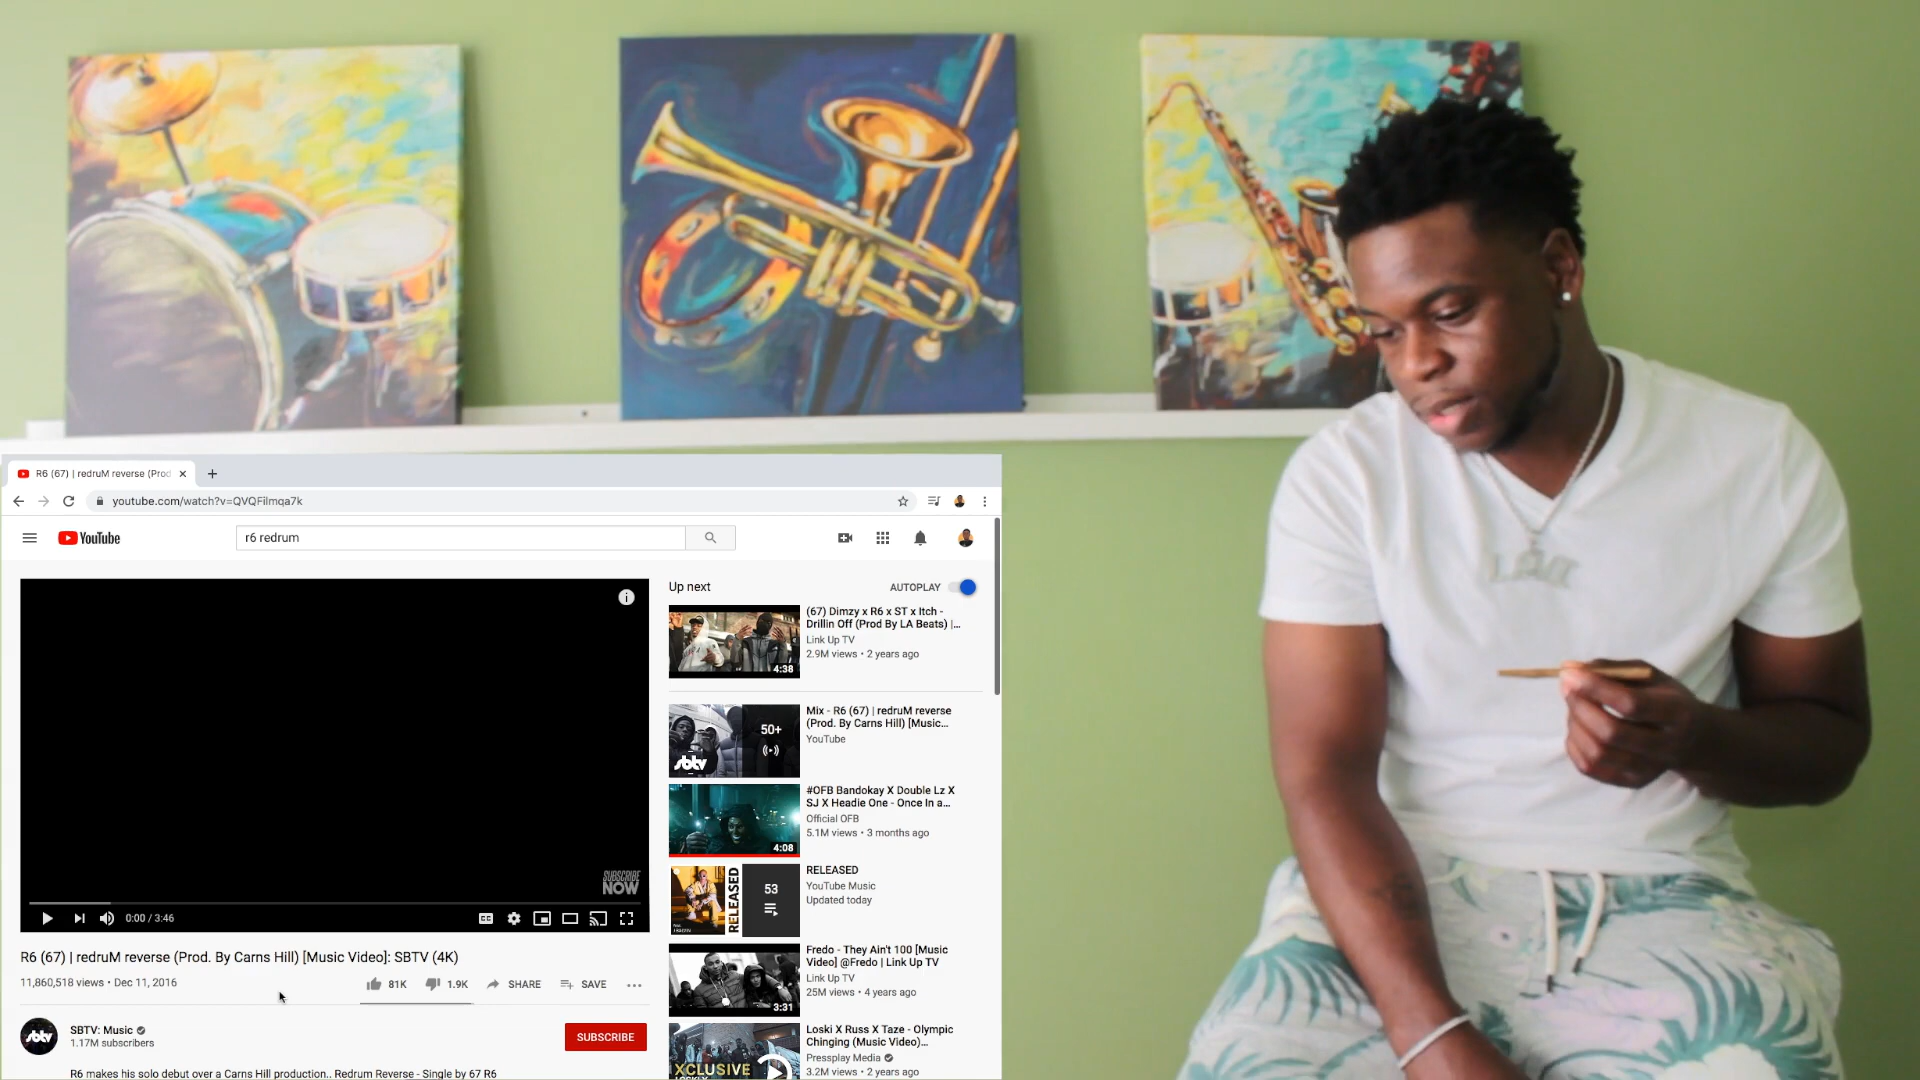 R6 (67) | redruM reverse (Prod
youtube.com/watch?v=QVQFilmqa7k
YouTube
r6 redrum
Up next
AUTOPLAY
(67) Dimzy x R6 x ST x Itch -
Drillin Off (Prod By LA Beats) |...
Link Up TV
2.9M views • 2 years ago
4:38
Mix - R6 (67) | redruM reverse
(Prod. By Carns Hill) [Music...
YouTube
50+
sbtv
#OFB Bandokay X Double Lz X
SJ X Headie One - Once In a...
Official OFB
5.1M views • 3 months ago
4:08
RELEASED
YouTube Music
Updated today
RELEASED
53
SUBSCRIBE
NOW
0:00 / 3:46
Fredo - They Ain't 100 [Music
Video] @Fredo | Link Up TV
Link Up TV
25M views • 4 years ago
3:31
R6 (67) | redruM reverse (Prod. By Carns Hill) [Music Video]: SBTV (4K)
11,860,518 views • Dec 11, 2016
81K
1.9K
SHARE
SAVE
sbtv
SBTV: Music
1.17M subscribers
SUBSCRIBE
Loski X Russ X Taze - Olympic
Chinging (Music Video)...
Pressplay Media
3.2M views • 2 years ago
XCLUSIVE
R6 makes his solo debut over a Carns Hill production.. Redrum Reverse - Single by 67 R6